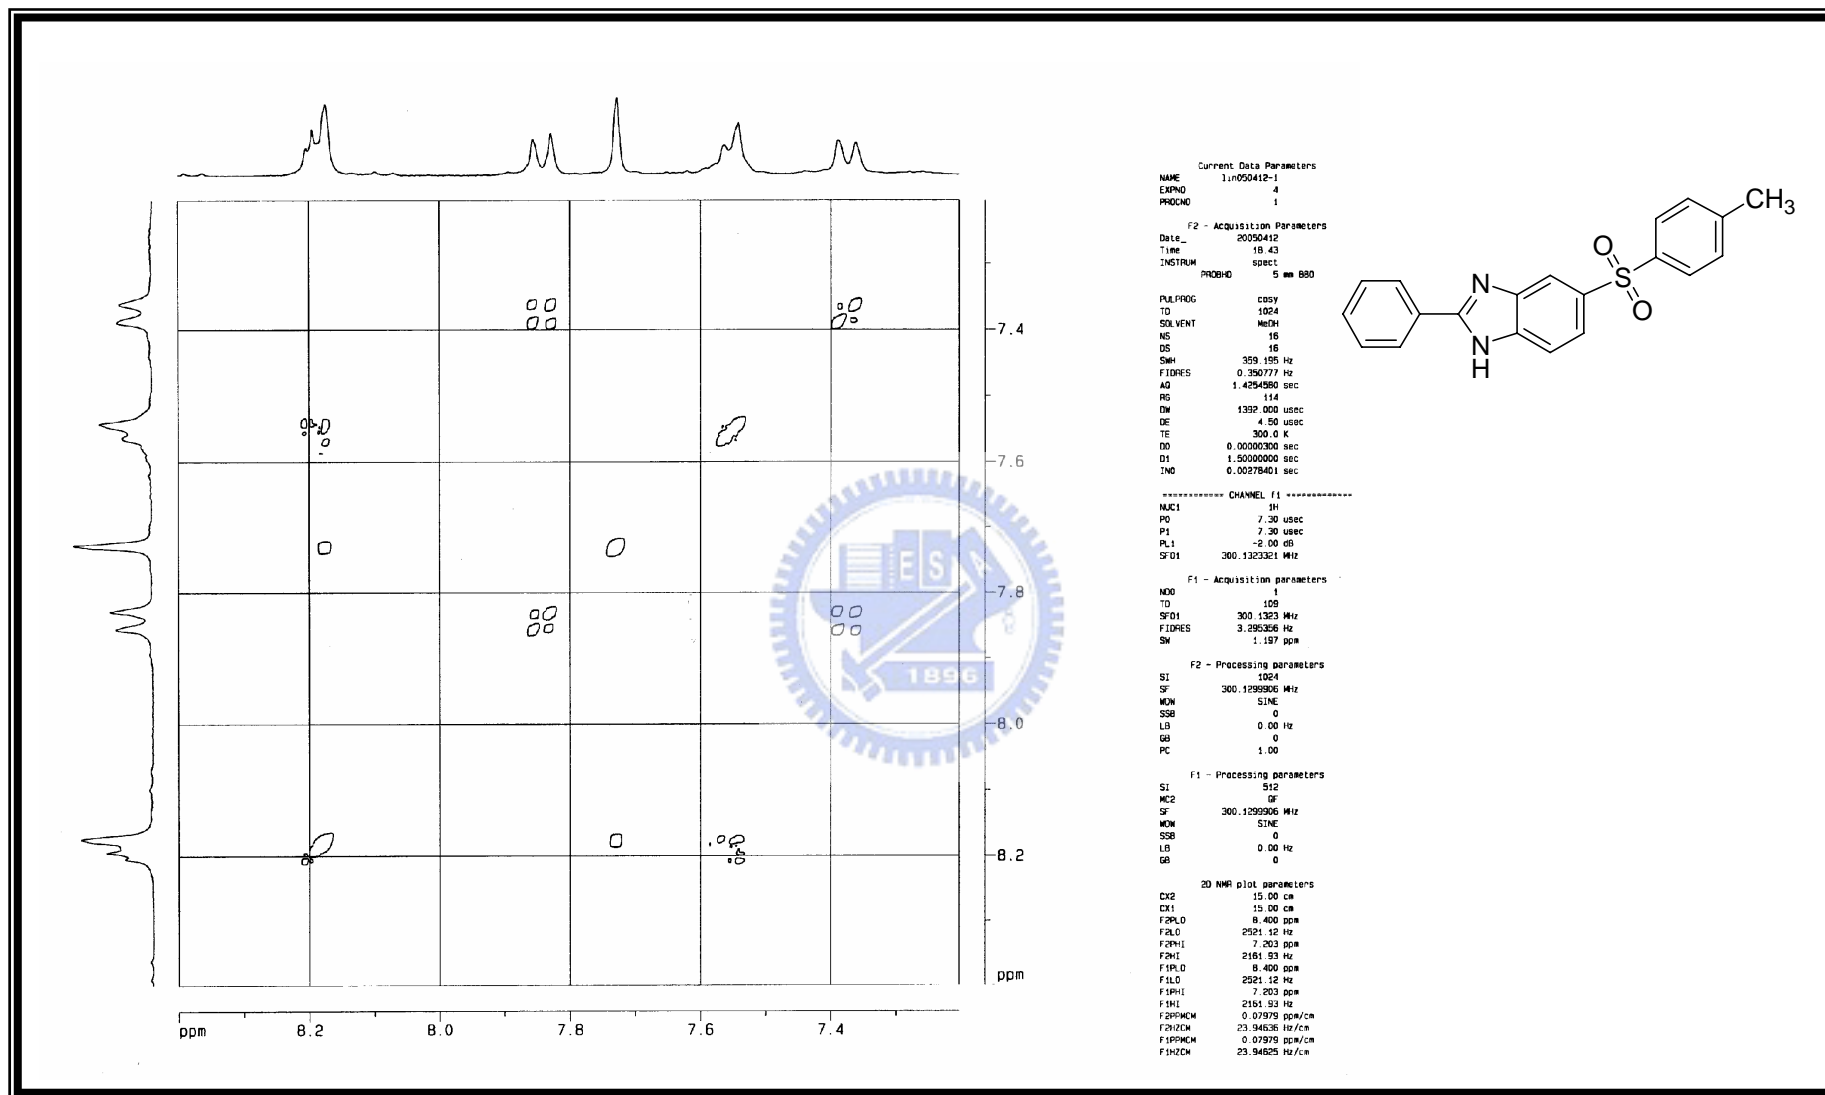 Current Data Parameters
NAME lin050412-1
EXPNO 4
PROCNO 1
F2 - Acquisition Parameters
Date_ 20050412
Time 18.43
INSTRUM spect
PROBHD 5 mm BBO
PULPROG cosy
TD 1024
SOLVENT MeOH
NS 16
DS 16
SWH 359.195 Hz
FIDRES 0.350777 Hz
AQ 1.4254580 sec
RG 114
DW 1392.000 usec
DE 4.50 usec
TE 300.0 K
D0 0.00000300 sec
D1 1.50000000 sec
IN0 0.00278401 sec
============ CHANNEL f1 =============
NUC1 1H
P0 7.30 usec
P1 7.30 usec
PL1 -2.00 dB
SFO1 300.1323321 MHz
F1 - Acquisition parameters
ND0 1
TD 109
SFO1 300.1323 MHz
FIDRES 3.295356 Hz
SW 1.197 ppm
F2 - Processing parameters
SI 1024
SF 300.1299906 MHz
WDW SINE
SSB 0
LB 0.00 Hz
GB 0
PC 1.00
F1 - Processing parameters
SI 512
MC2 QF
SF 300.1299906 MHz
WDW SINE
SSB 0
LB 0.00 Hz
GB 0
2D NMR plot parameters
CX2 15.00 cm
CX1 15.00 cm
F2PLO 8.400 ppm
F2LO 2521.12 Hz
F2PHI 7.203 ppm
F2HI 2161.93 Hz
F1PLO 8.400 ppm
F1LO 2521.12 Hz
F1PHI 7.203 ppm
F1HI 2161.93 Hz
F2PPMCM 0.07979 ppm/cm
F2HZCM 23.94636 Hz/cm
F1PPMCM 0.07979 ppm/cm
F1HZCM 23.94625 Hz/cm
7.4
7.6
7.8
8.0
8.2
ppm
ppm 8.2 8.0 7.8 7.6 7.4
E S A
1896
CH3
O
S
O
N
N
H